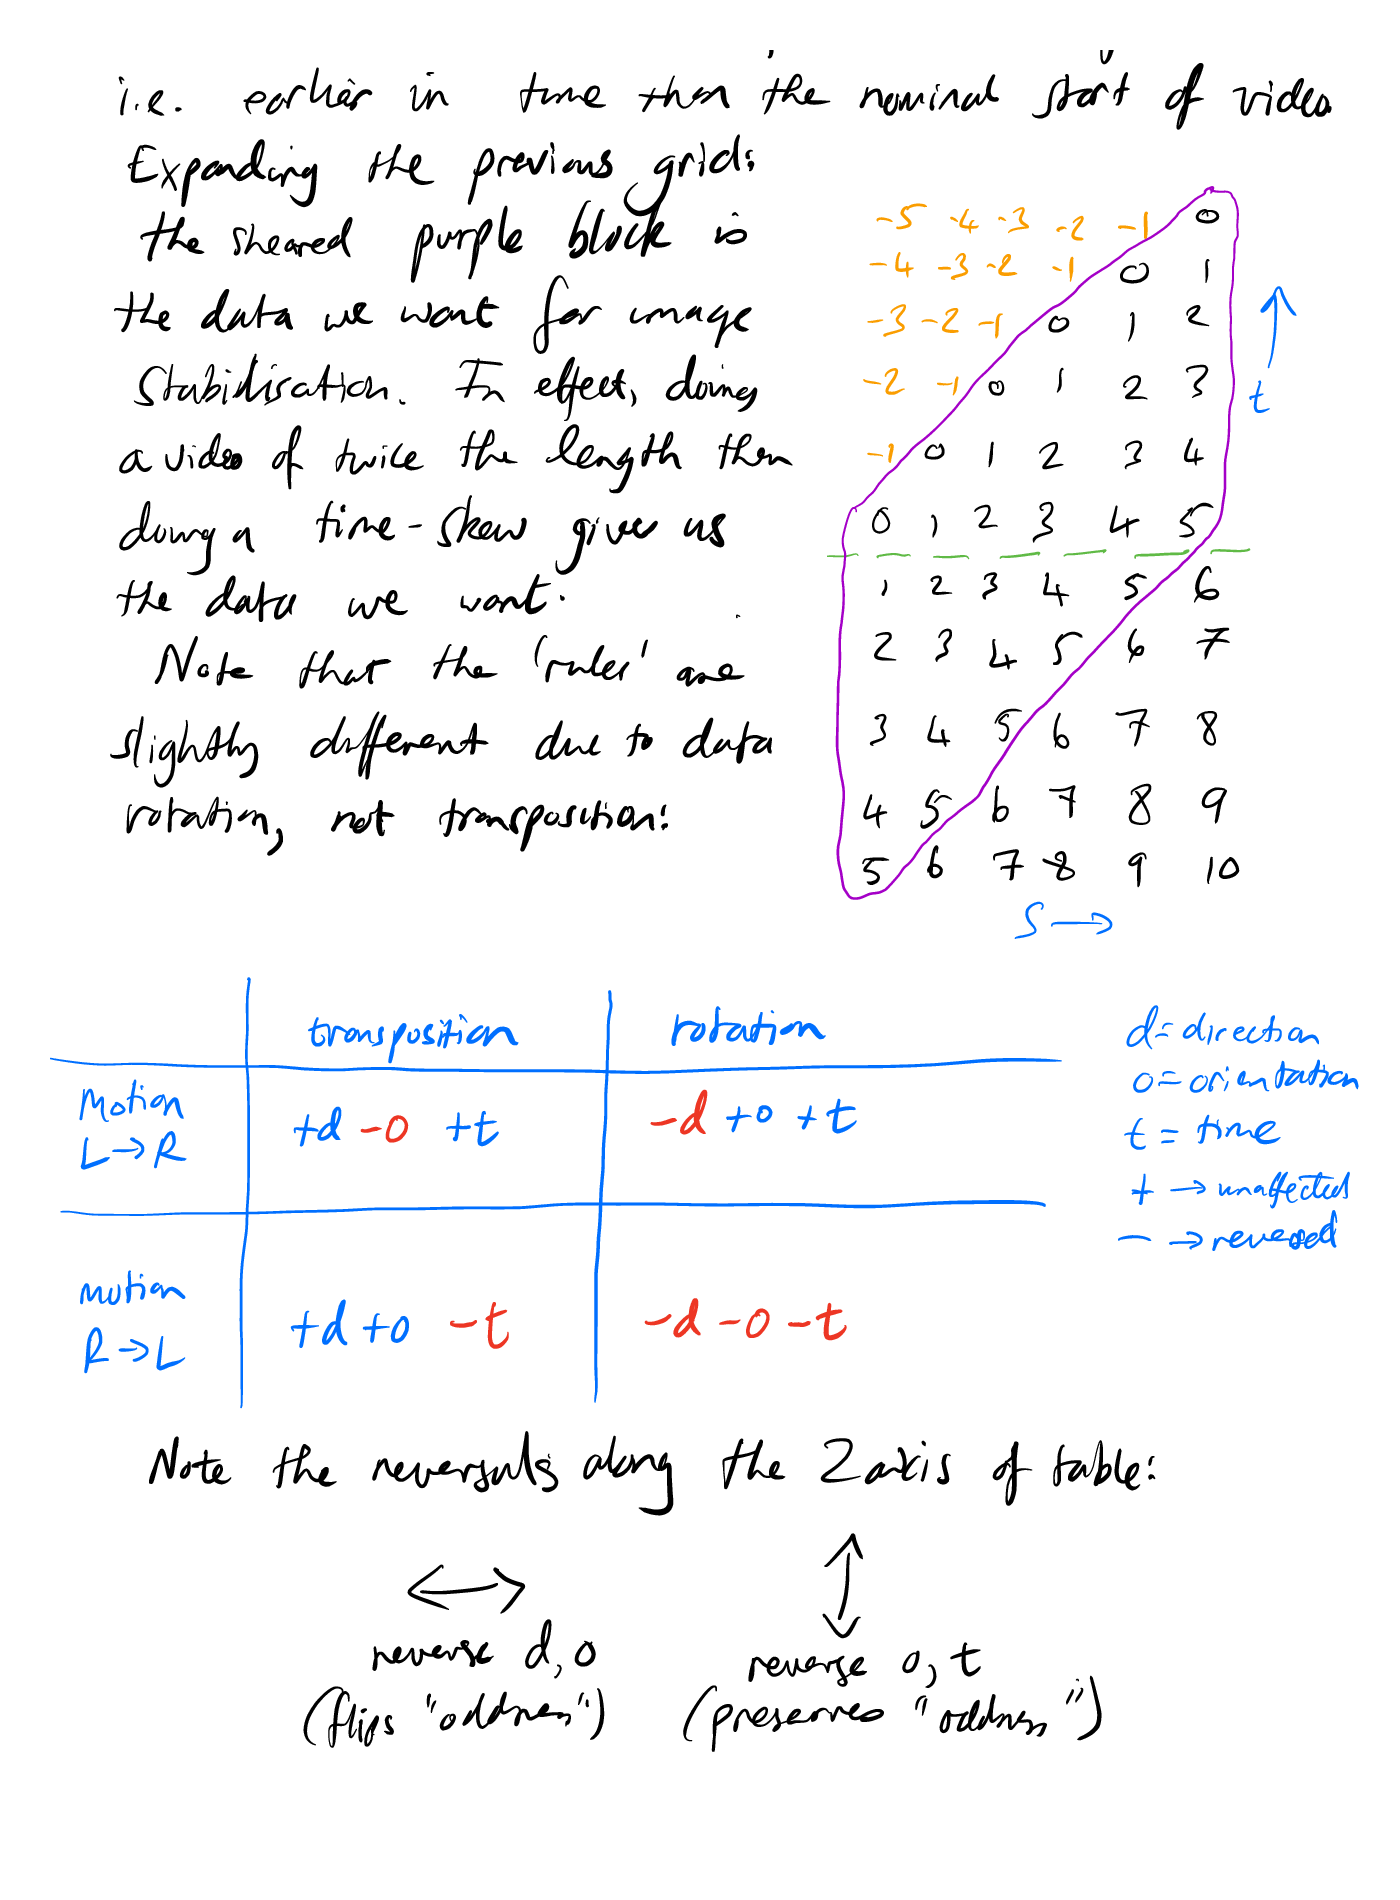 i.e. earlier in time than the nominal start of video.
Expanding the previous grid:
the sheared purple block is
the data we want for image
stabilisation. In effect, doing
a video of twice the length then
doing a time-skew gives us
the data we want.
Note that the 'rules' are
slightly different due to data
rotation, not transposition:
-5 -4 -3 -2 -1 0
-4 -3 -2 -1 0 1
-3 -2 -1 0 1 2
-2 -1 0 1 2 3
-1 0 1 2 3 4
0 1 2 3 4 5
1 2 3 4 5 6
2 3 4 5 6 7
3 4 5 6 7 8
4 5 6 7 8 9
5 6 7 8 9 10
t
S →
transposition rotation
Motion
L→R
+d -o +t -d +o +t
motion
R→L
+d +o -t -d -o -t
d = direction
o = orientation
t = time
+ → unaffected
- → reversed
Note the reversals along the 2 axis of table:
reverse d, o
(flips "oddness")
reverse o, t
(preserves "oddness")